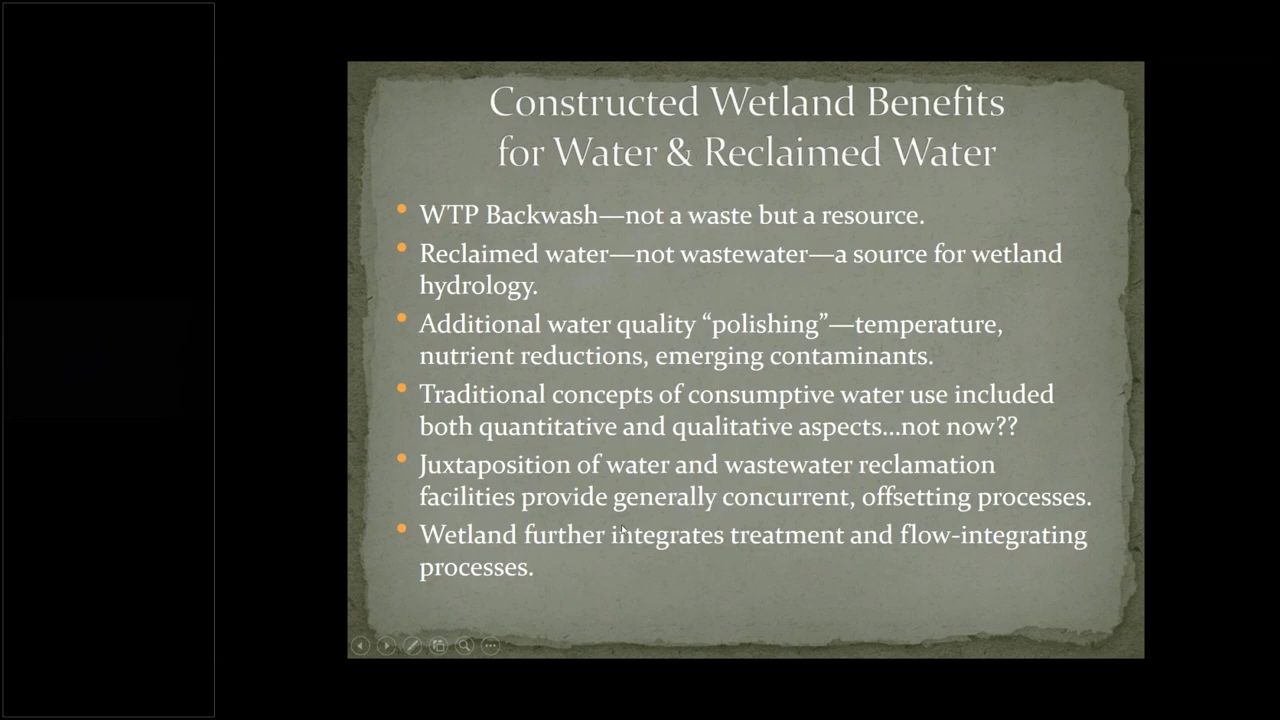 Constructed Wetland Benefits
for Water & Reclaimed Water
• WTP Backwash—not a waste but a resource.
• Reclaimed water—not wastewater—a source for wetland
hydrology.
• Additional water quality “polishing”—temperature,
nutrient reductions, emerging contaminants.
• Traditional concepts of consumptive water use included
both quantitative and qualitative aspects…not now??
• Juxtaposition of water and wastewater reclamation
facilities provide generally concurrent, offsetting processes.
• Wetland further integrates treatment and flow-integrating
processes.